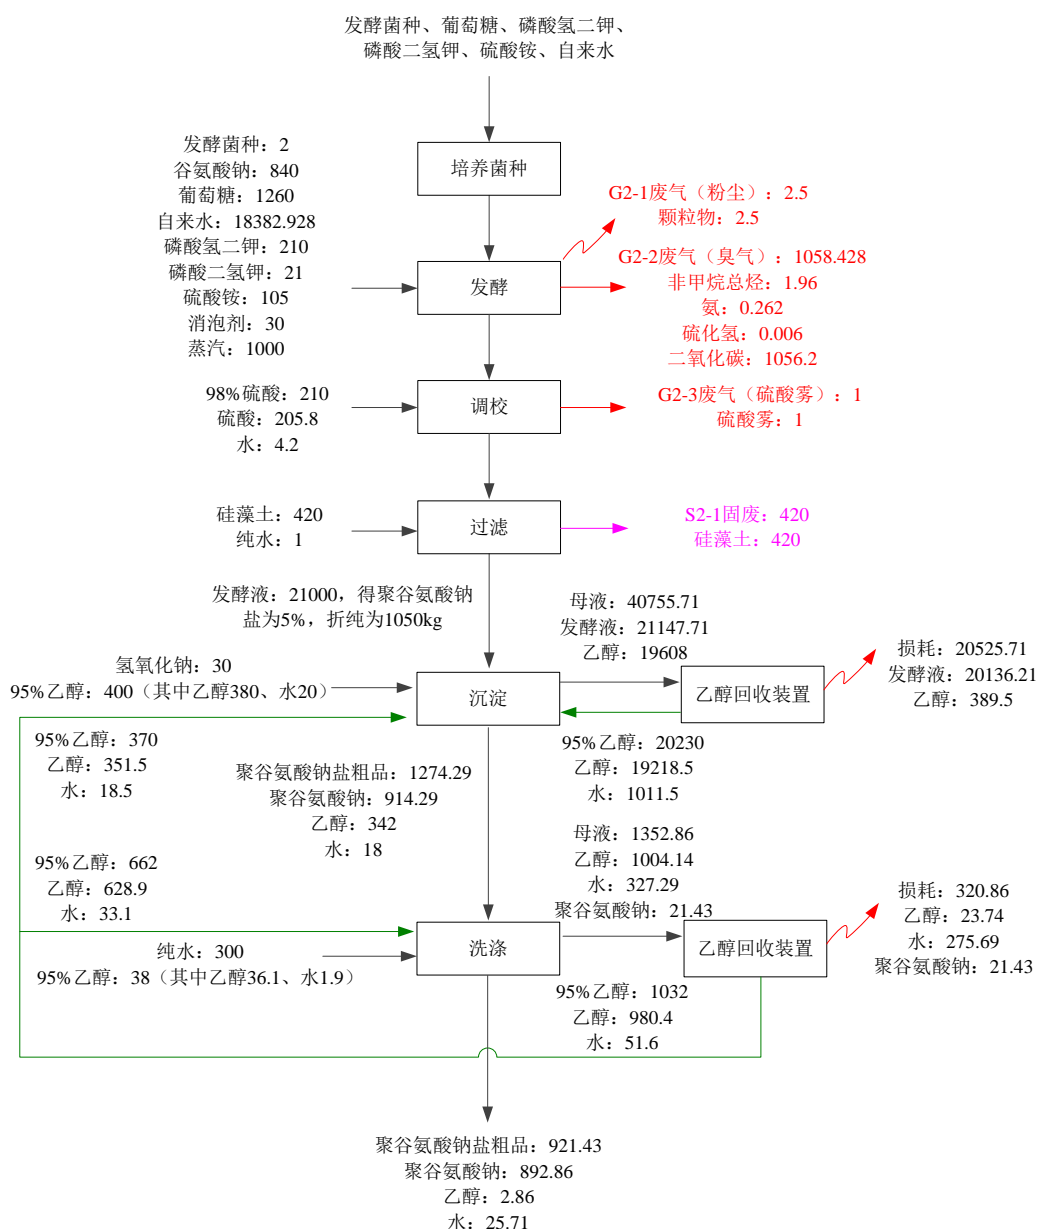 发酵菌种、葡萄糖、磷酸氢二钾、
磷酸二氢钾、硫酸铵、自来水
培养菌种
发酵菌种：2
谷氨酸钠：840
葡萄糖：1260
自来水：18382.928
磷酸氢二钾：210
磷酸二氢钾：21
硫酸铵：105
消泡剂：30
蒸汽：1000
G2-1废气（粉尘）：2.5
颗粒物：2.5
发酵
G2-2废气（臭气）：1058.428
非甲烷总烃：1.96
氨：0.262
硫化氢：0.006
二氧化碳：1056.2
98%硫酸：210
硫酸：205.8
水：4.2
调校
G2-3废气（硫酸雾）：1
硫酸雾：1
硅藻土：420
纯水：1
过滤
S2-1固废：420
硅藻土：420
发酵液：21000，得聚谷氨酸钠
盐为5%，折纯为1050kg
母液：40755.71
发酵液：21147.71
乙醇：19608
氢氧化钠：30
95%乙醇：400（其中乙醇380、水20）
沉淀
乙醇回收装置
损耗：20525.71
发酵液：20136.21
乙醇：389.5
95%乙醇：370
乙醇：351.5
水：18.5
95%乙醇：20230
乙醇：19218.5
水：1011.5
聚谷氨酸钠盐粗品：1274.29
聚谷氨酸钠：914.29
乙醇：342
水：18
母液：1352.86
乙醇：1004.14
水：327.29
聚谷氨酸钠：21.43
95%乙醇：662
乙醇：628.9
水：33.1
纯水：300
95%乙醇：38（其中乙醇36.1、水1.9）
洗涤
乙醇回收装置
损耗：320.86
乙醇：23.74
水：275.69
聚谷氨酸钠：21.43
95%乙醇：1032
乙醇：980.4
水：51.6
聚谷氨酸钠盐粗品：921.43
聚谷氨酸钠：892.86
乙醇：2.86
水：25.71